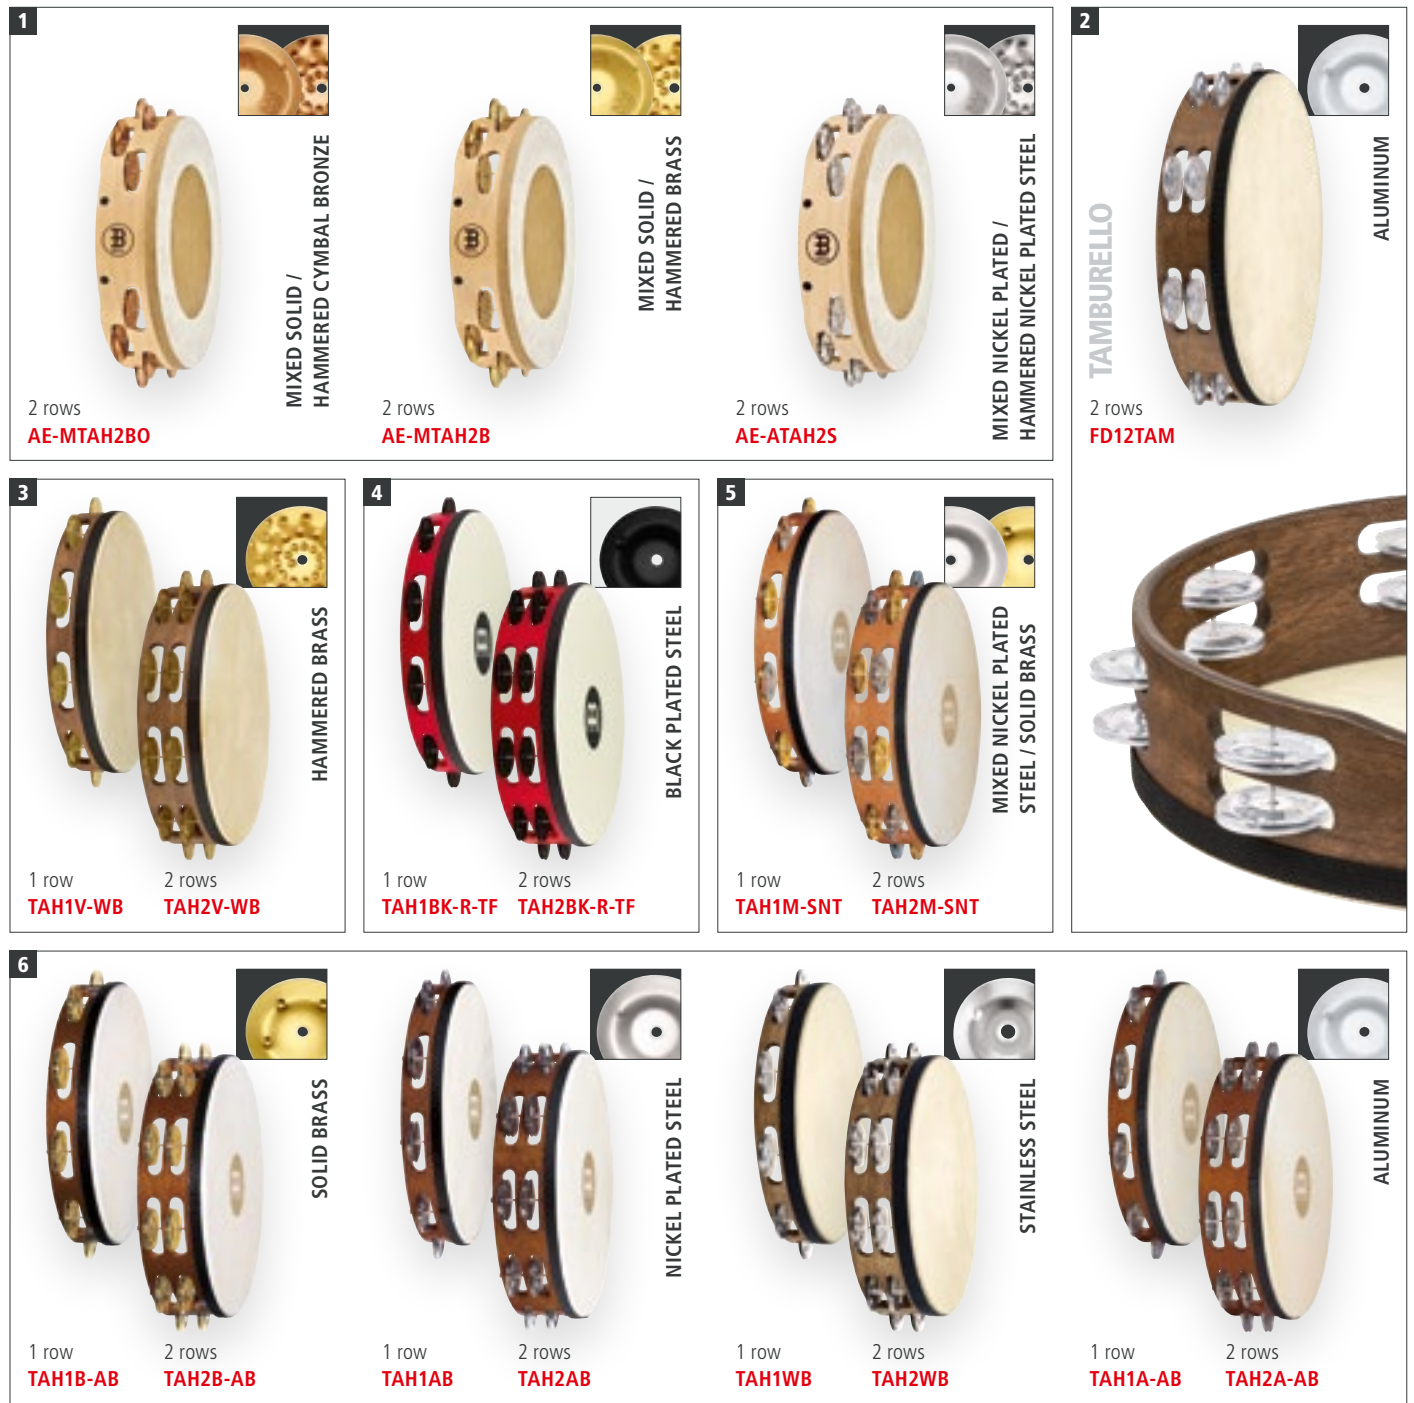 1
MIXED SOLID /
HAMMERED CYMBAL BRONZE
2 rows
AE-MTAH2BO
MIXED SOLID /
HAMMERED BRASS
2 rows
AE-MTAH2B
MIXED NICKEL PLATED /
HAMMERED NICKEL PLATED STEEL
2 rows
AE-ATAH2S
2
TAMBURELLO
ALUMINUM
2 rows
FD12TAM
3
HAMMERED BRASS
1 row
TAH1V-WB
2 rows
TAH2V-WB
4
BLACK PLATED STEEL
1 row
TAH1BK-R-TF
2 rows
TAH2BK-R-TF
5
MIXED NICKEL PLATED
STEEL / SOLID BRASS
1 row
TAH1M-SNT
2 rows
TAH2M-SNT
6
SOLID BRASS
1 row
TAH1B-AB
2 rows
TAH2B-AB
NICKEL PLATED STEEL
1 row
TAH1AB
2 rows
TAH2AB
STAINLESS STEEL
1 row
TAH1WB
2 rows
TAH2WB
ALUMINUM
1 row
TAH1A-AB
2 rows
TAH2A-AB